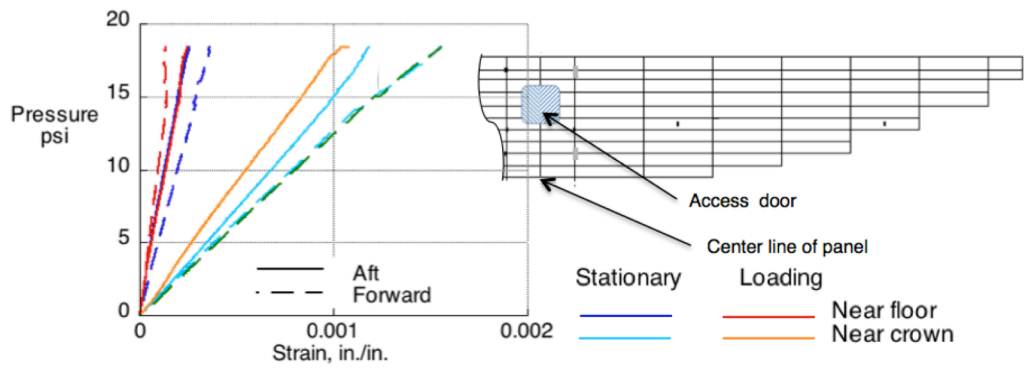 20
15
Pressure
psi
10
5
0
Aft
Forward
0
0.001
0.002
Strain, in./in.
Access door
Center line of panel
Stationary
Loading
Near floor
Near crown